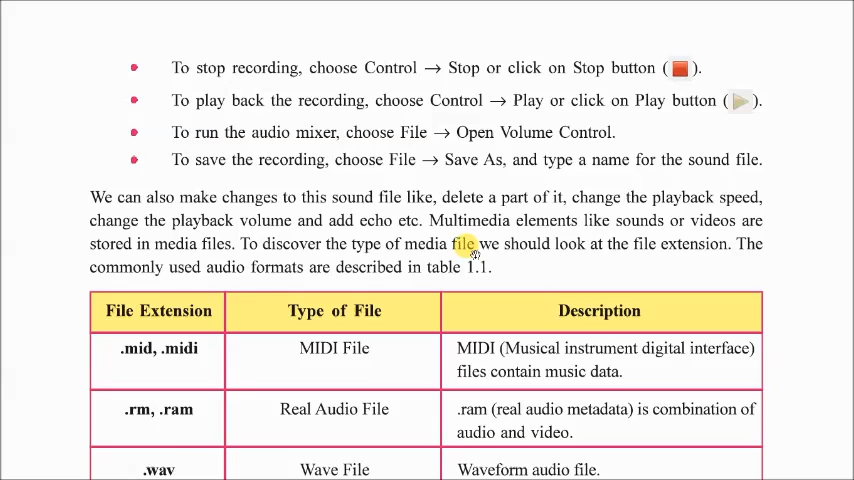 To stop recording, choose Control → Stop or click on Stop button ( ).
To play back the recording, choose Control → Play or click on Play button ( ).
To run the audio mixer, choose File → Open Volume Control.
To save the recording, choose File → Save As, and type a name for the sound file.
We can also make changes to this sound file like, delete a part of it, change the playback speed,
change the playback volume and add echo etc. Multimedia elements like sounds or videos are
stored in media files. To discover the type of media file we should look at the file extension. The
commonly used audio formats are described in table 1.1.
File Extension Type of File Description
.mid, .midi MIDI File MIDI (Musical instrument digital interface)
files contain music data.
.rm, .ram Real Audio File .ram (real audio metadata) is combination of
audio and video.
.wav Wave File Waveform audio file.